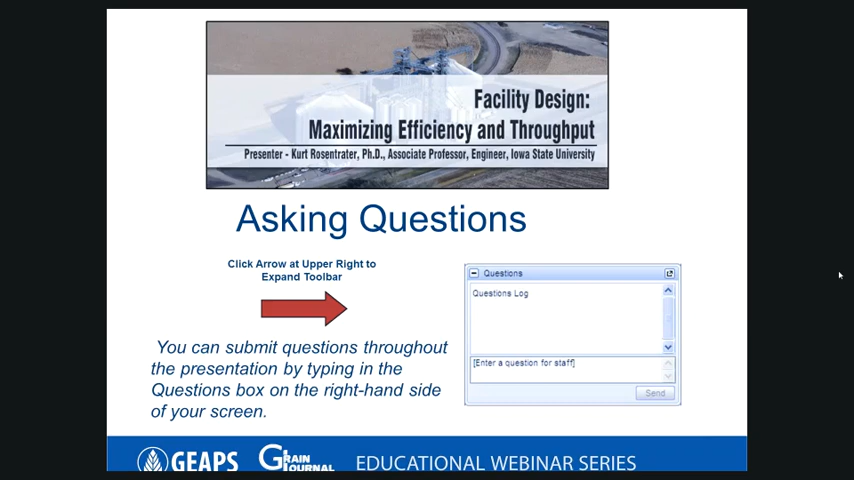 Facility Design:
Maximizing Efficiency and Throughput
Presenter - Kurt Rosentrater, Ph.D., Associate Professor, Engineer, Iowa State University
Asking Questions
Click Arrow at Upper Right to
Expand Toolbar
You can submit questions throughout
the presentation by typing in the
Questions box on the right-hand side
of your screen.
Questions
Questions Log
[Enter a question for staff]
Send
GEAPS
GRAIN
JOURNAL
EDUCATIONAL WEBINAR SERIES